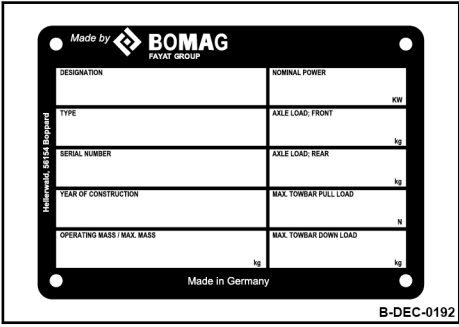 Made by BOMAG
FAYAT GROUP
Hellerwald, 56154 Boppard
DESIGNATION
NOMINAL POWER
KW
TYPE
AXLE LOAD; FRONT
kg
SERIAL NUMBER
AXLE LOAD; REAR
kg
YEAR OF CONSTRUCTION
MAX. TOWBAR PULL LOAD
N
OPERATING MASS / MAX. MASS
kg
MAX. TOWBAR DOWN LOAD
kg
Made in Germany
B-DEC-0192